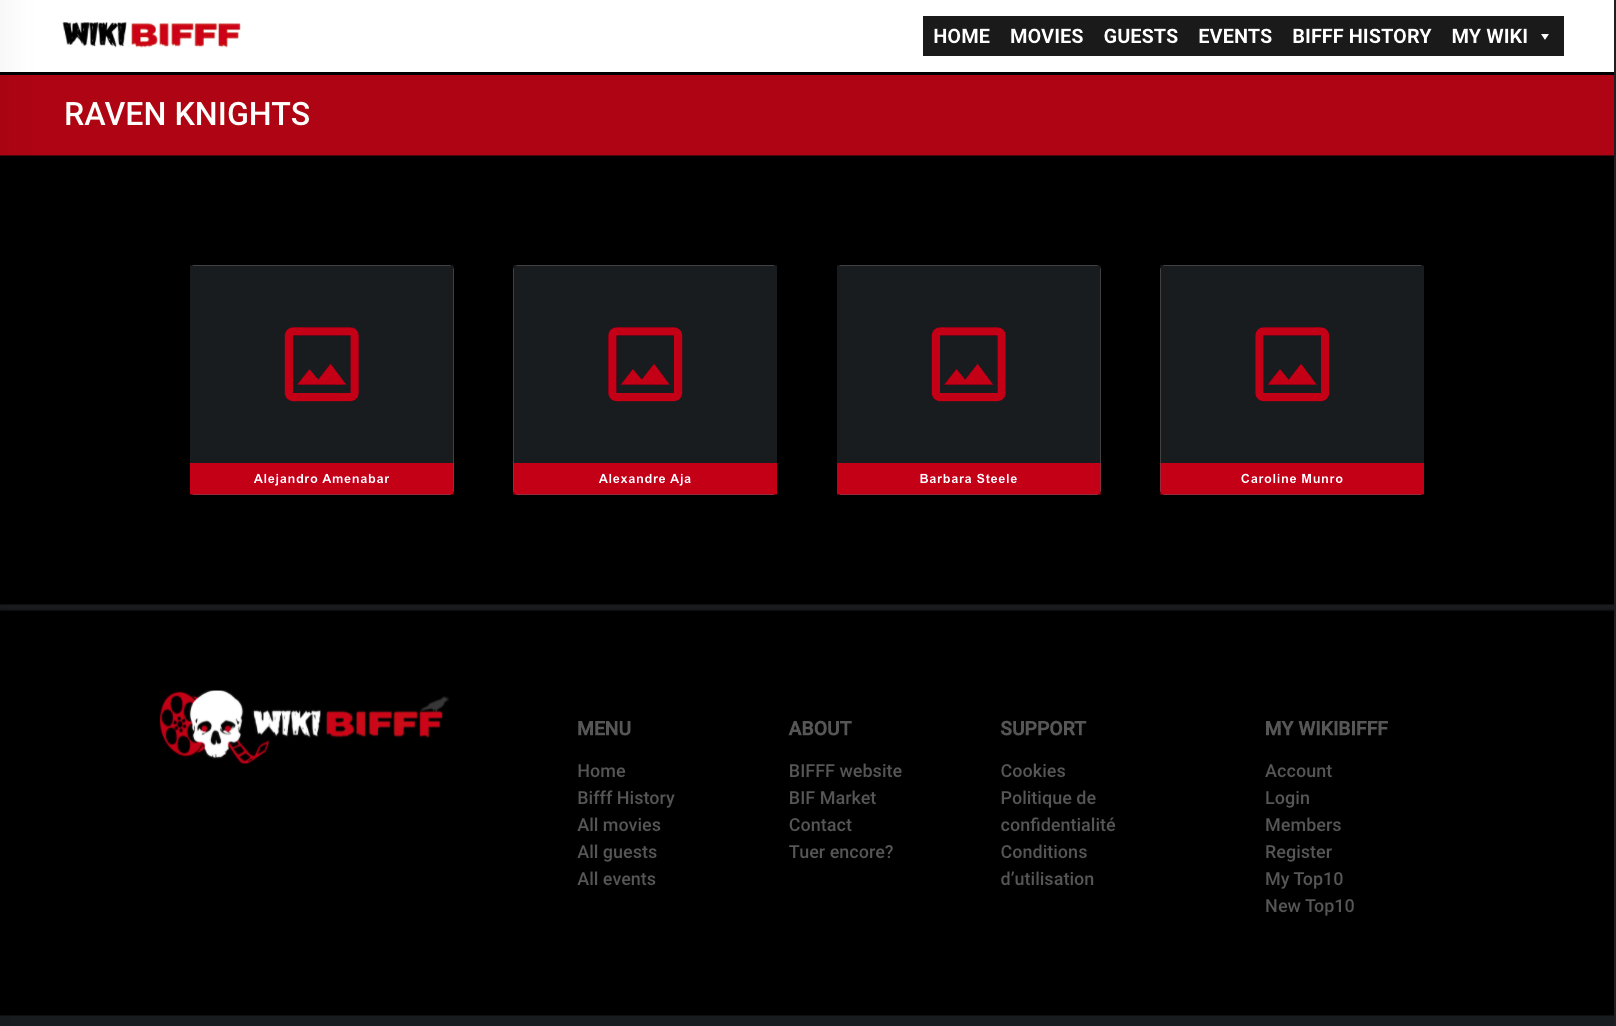 WIKI BIFFF
HOME MOVIES GUESTS EVENTS BIFFF HISTORY MY WIKI
RAVEN KNIGHTS
Alejandro Amenabar
Alexandre Aja
Barbara Steele
Caroline Munro
WIKI BIFFF
MENU
Home
Bifff History
All movies
All guests
All events
ABOUT
BIFFF website
BIF Market
Contact
Tuer encore?
SUPPORT
Cookies
Politique de
confidentialité
Conditions
d’utilisation
MY WIKIBIFFF
Account
Login
Members
Register
My Top10
New Top10